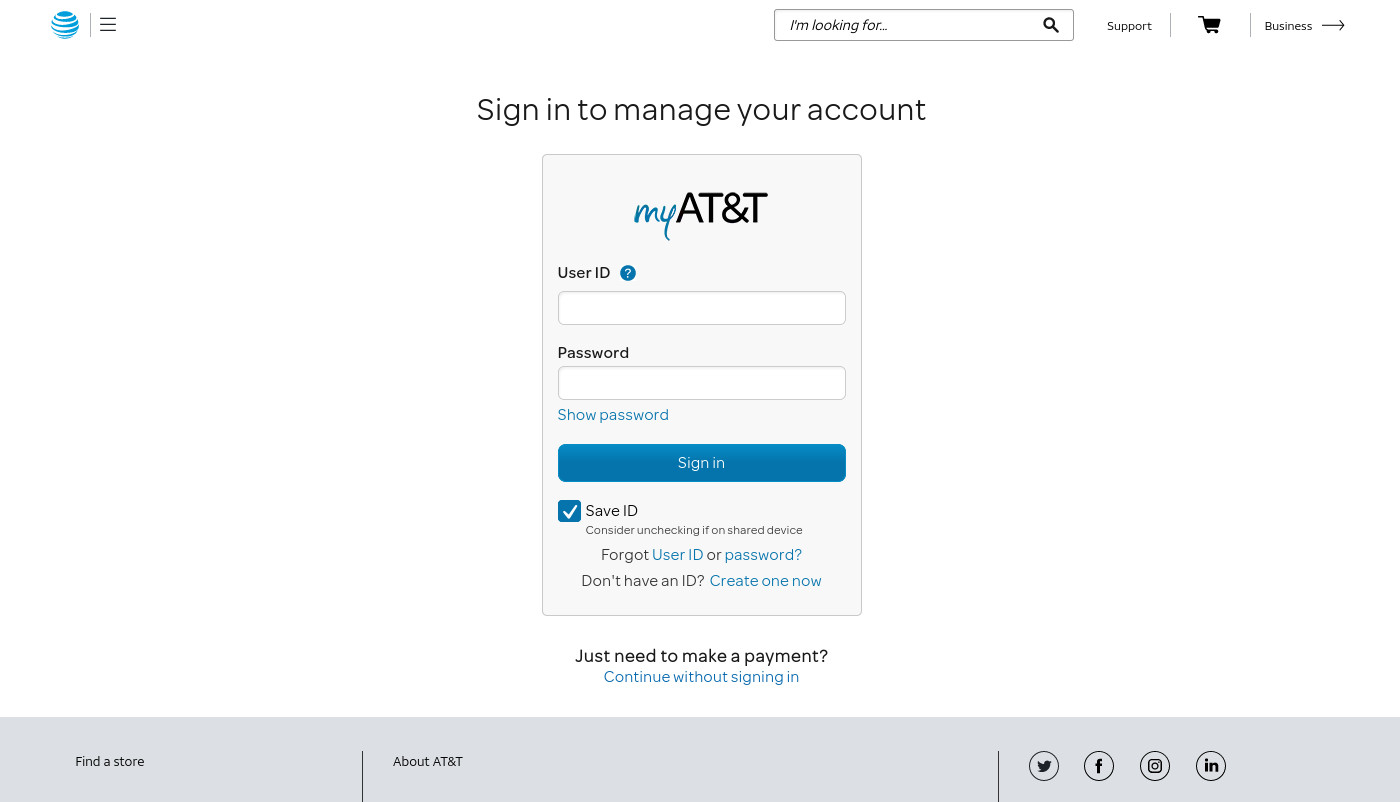 I'm looking for...
Support
Business
Sign in to manage your account
myAT&T
User ID ?
Password
Show password
Sign in
Save ID
Consider unchecking if on shared device
Forgot User ID or password?
Don't have an ID? Create one now
Just need to make a payment?
Continue without signing in
Find a store
About AT&T